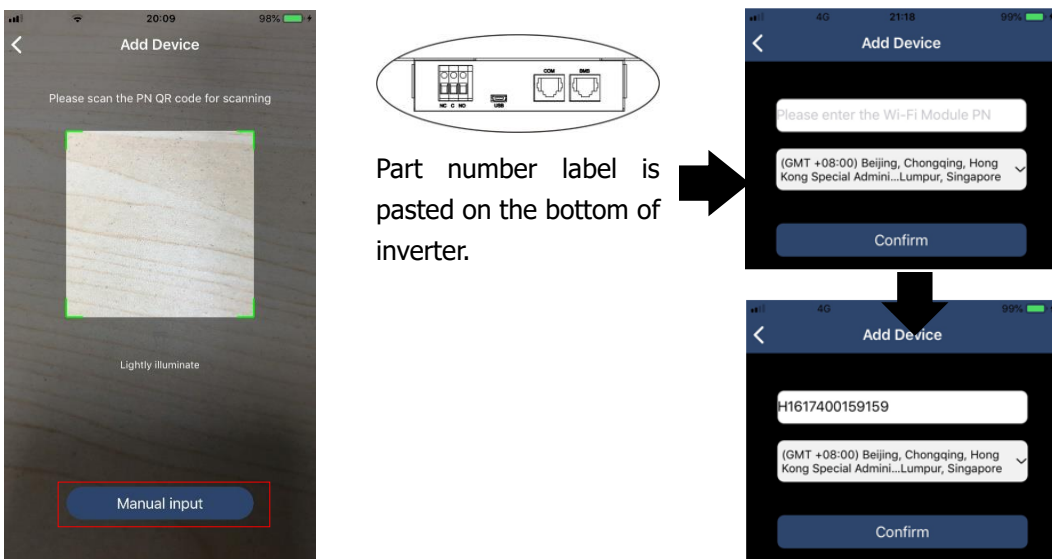 20:09
98%
Add Device
Please scan the PN QR code for scanning
Lightly illuminate
Manual input
COM
BMS
NC C NO
USB
Part number label is
pasted on the bottom of
inverter.
4G
21:18
99%
Add Device
Please enter the Wi-Fi Module PN
(GMT +08:00) Beijing, Chongqing, Hong
Kong Special Admini...Lumpur, Singapore
Confirm
4G
99%
Add Device
H1617400159159
(GMT +08:00) Beijing, Chongqing, Hong
Kong Special Admini...Lumpur, Singapore
Confirm